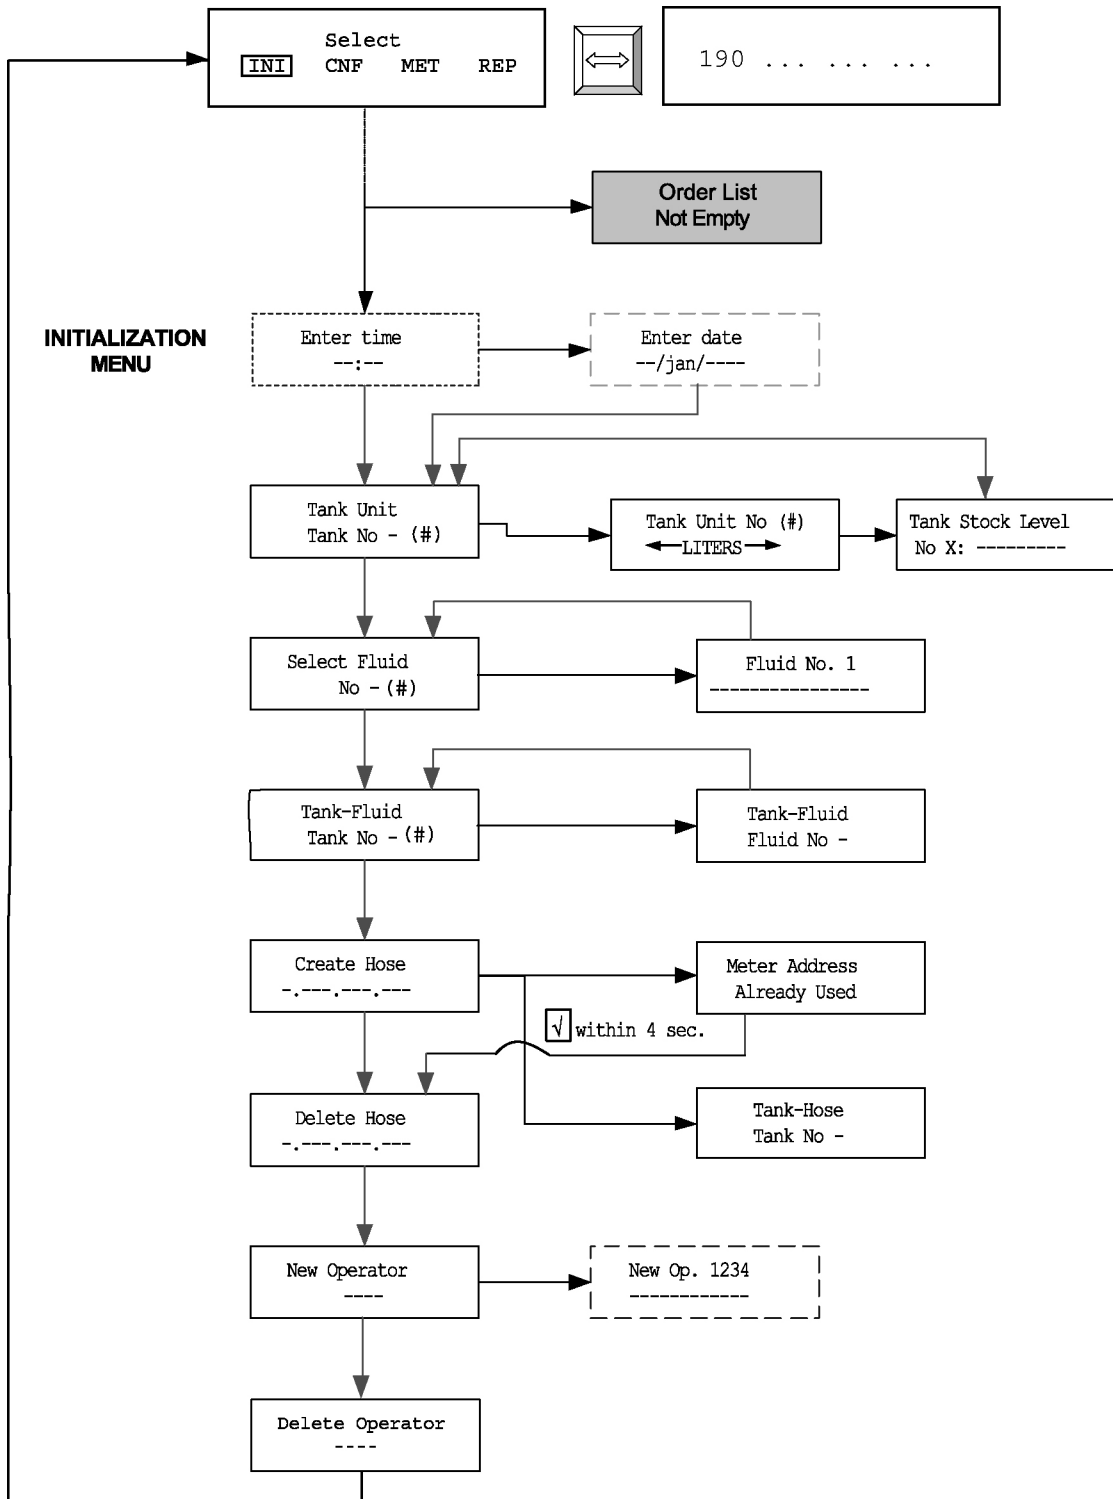 Select
INI CNF MET REP
190 ... ... ...
Order List
Not Empty
INITIALIZATION
MENU
Enter time
--:--
Enter date
--/jan/----
Tank Unit
Tank No - (#)
Tank Unit No (#)
LITERS
Tank Stock Level
No X: ---------
Select Fluid
No - (#)
Fluid No. 1
----------------
Tank-Fluid
Tank No - (#)
Tank-Fluid
Fluid No -
Create Hose
-.---.---.---
Meter Address
Already Used
√ within 4 sec.
Delete Hose
-.---.---.---
Tank-Hose
Tank No -
New Operator
----
New Op. 1234
------------
Delete Operator
----